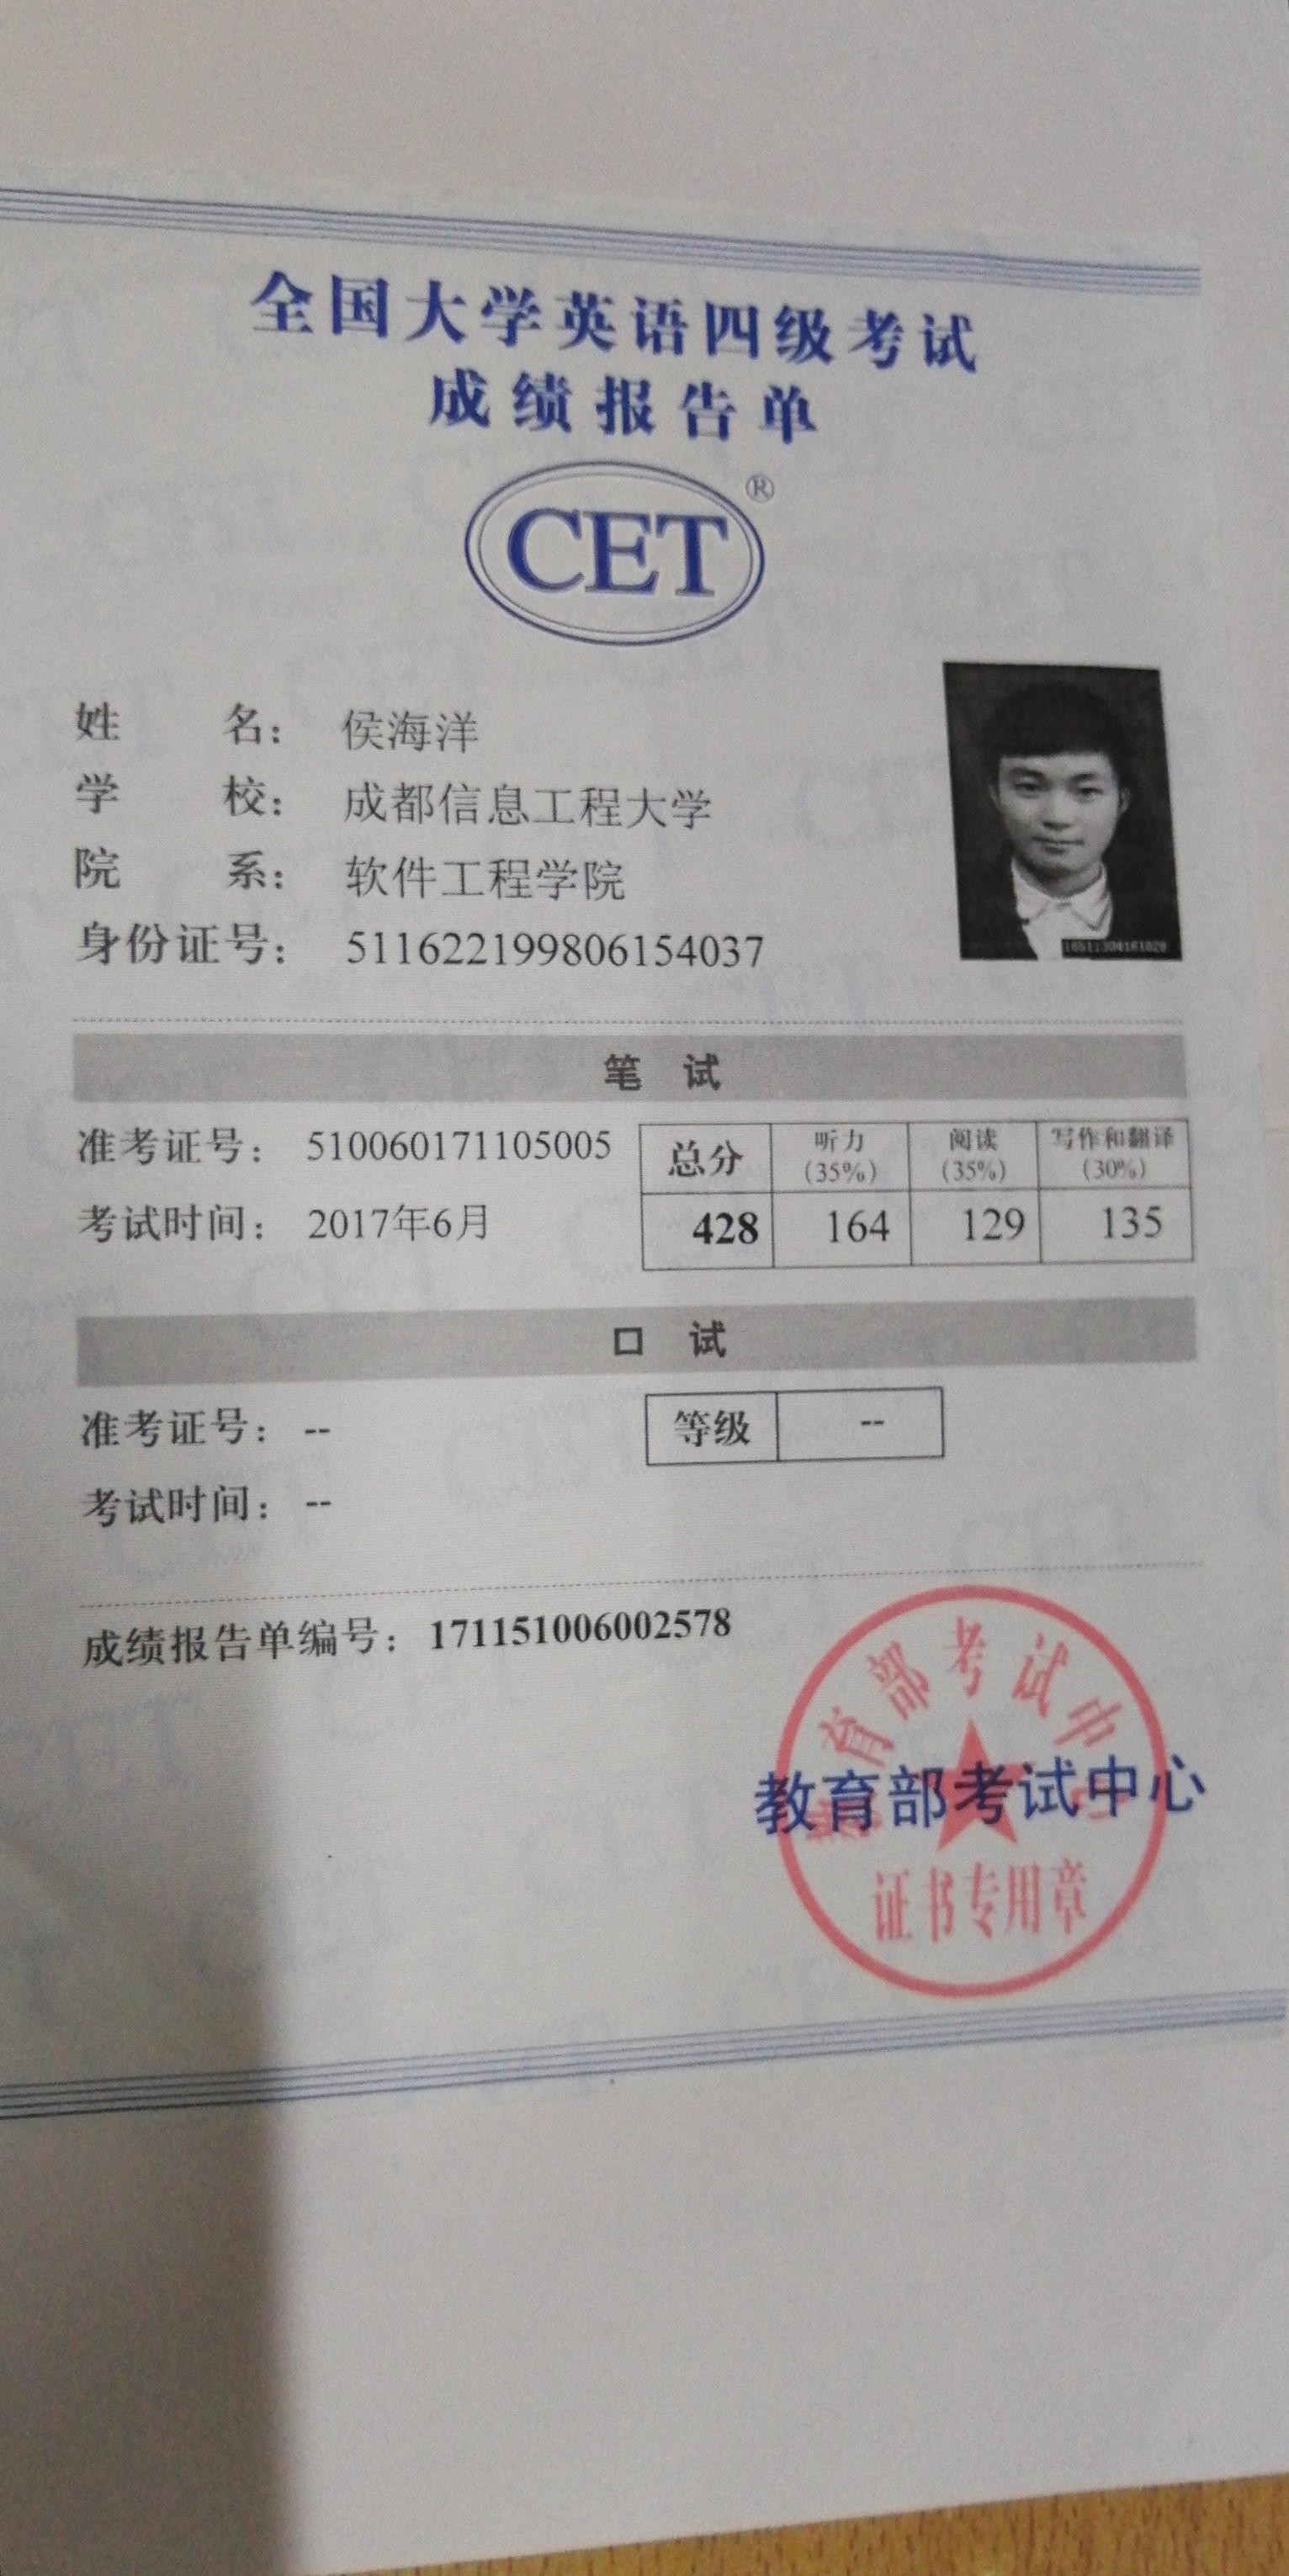 全国大学英语四级考试
成绩报告单
CET®
姓名：侯海洋
学校：成都信息工程大学
院系：软件工程学院
身份证号：511622199806154037
笔试
准考证号：510060171105005
考试时间：2017年6月
总分 听力(35%) 阅读(35%) 写作和翻译(30%)
428 164 129 135
口试
准考证号：--
等级 --
考试时间：--
成绩报告单编号：171151006002578
教育部考试中心
教育部考试中心
证书专用章